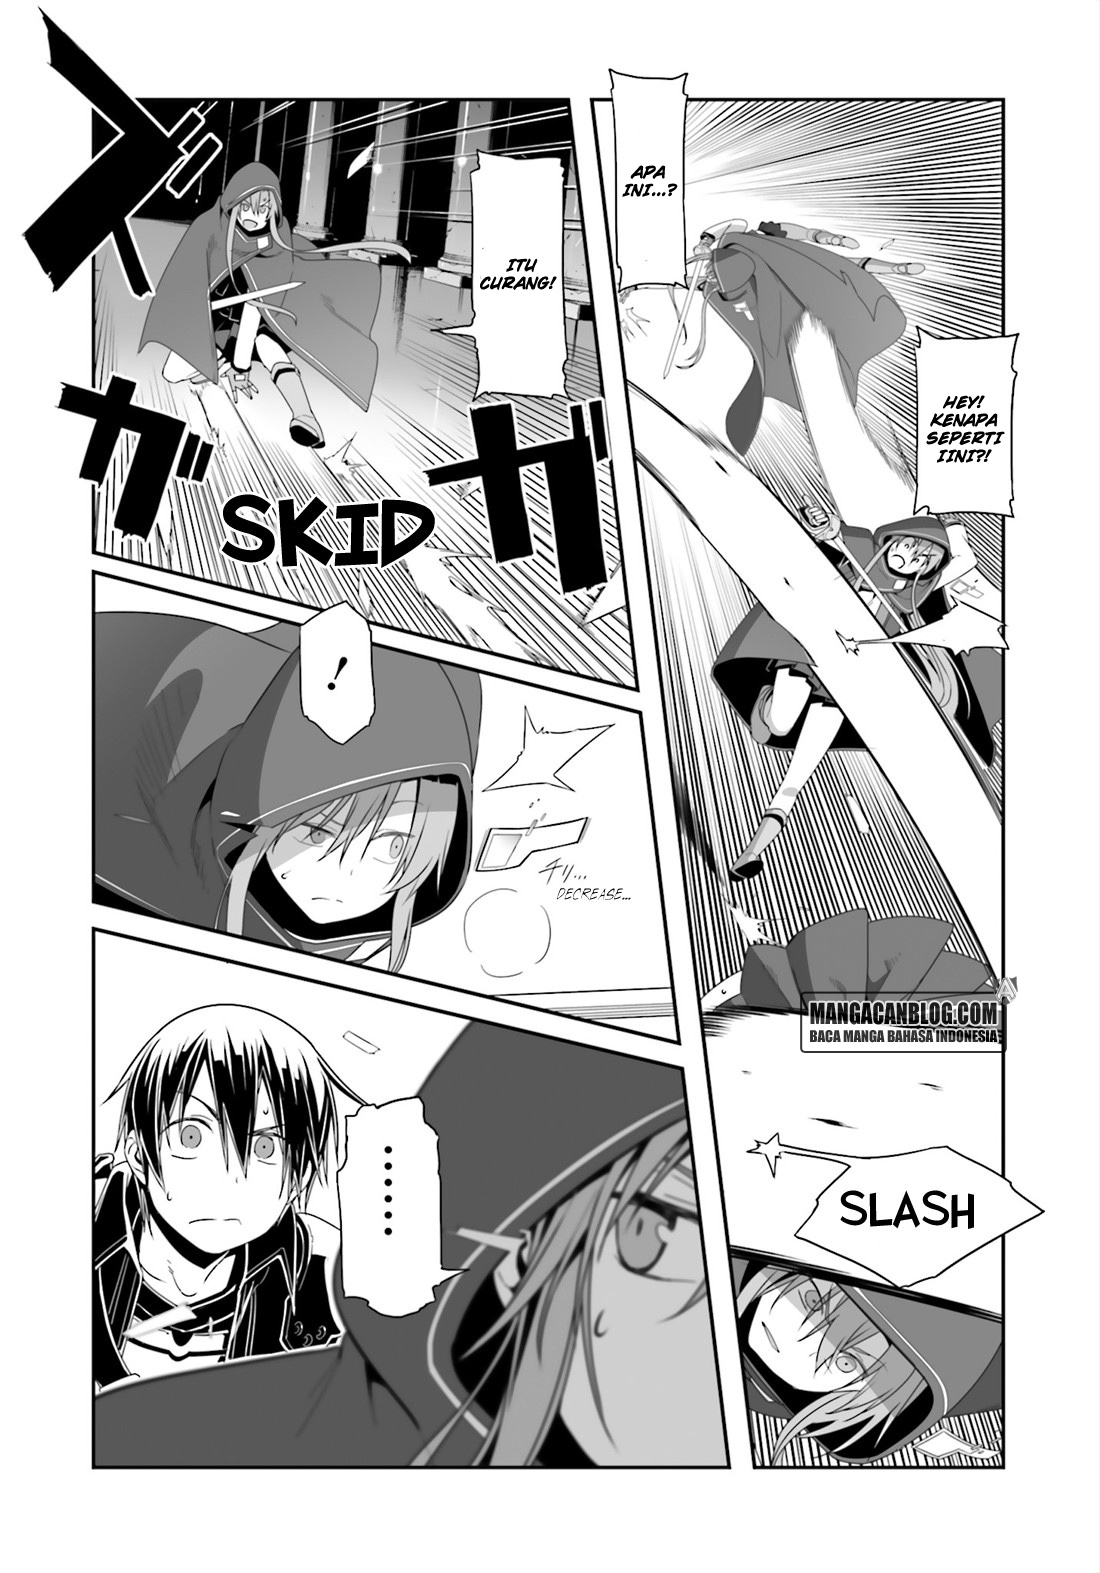 APA
INI...?
HEY!
KENAPA
SEPERTI
IINI?!
SLASH
ITU
CURANG!
ズ
ガ
ガ
SKID
!
チリ...
DECREASE...
.......
MANGACANBLOG.COM
BACA MANGA BAHASA INDONESIA